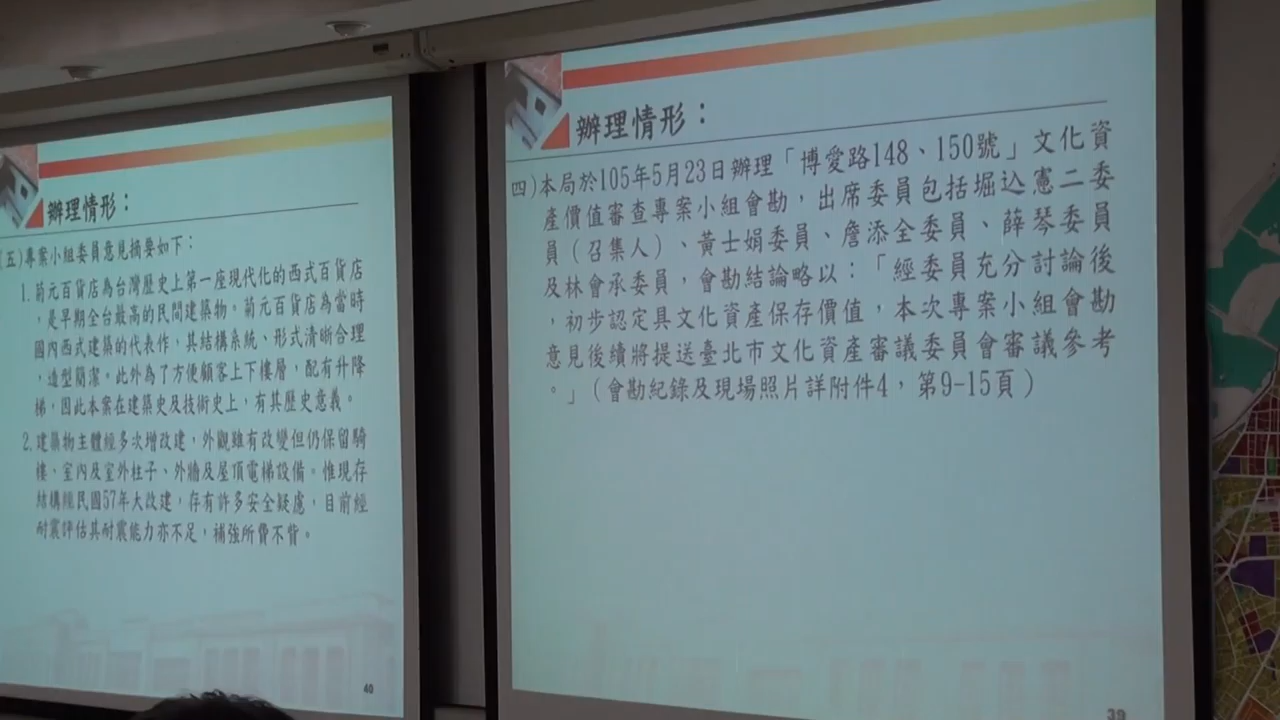 辦理情形：
(五)專案小組委員意見摘要如下：
1. 菊元百貨店為台灣歷史上第一座現代化的西式百貨店
，是早期全台最高的民間建築物。菊元百貨店為當時
國內西式建築的代表作，其結構系統、形式清晰合理
，造型簡潔。此外為了方便顧客上下樓層，配有升降
梯，因此本案在建築史及技術史上，有其歷史意義。
2. 建築物主體經多次增改建，外觀雖有改變但仍保留騎
樓、室內及室外柱子、外牆及屋頂電梯設備。惟現存
結構經民國57年大改建，存有許多安全疑慮，目前經
耐震評估其耐震能力亦不足，補強所費不貲。
40
辦理情形：
四)本局於105年5月23日辦理「博愛路148、150號」文化資
產價值審查專案小組會勘，出席委員包括堀込憲二委
員（召集人）、黃士娟委員、詹添全委員、薛琴委員
及林會承委員，會勘結論略以：「經委員充分討論後
，初步認定具文化資產保存價值，本次專案小組會勘
意見後續將提送臺北市文化資產審議委員會審議參考
。」（會勘紀錄及現場照片詳附件4，第9-15頁）
39